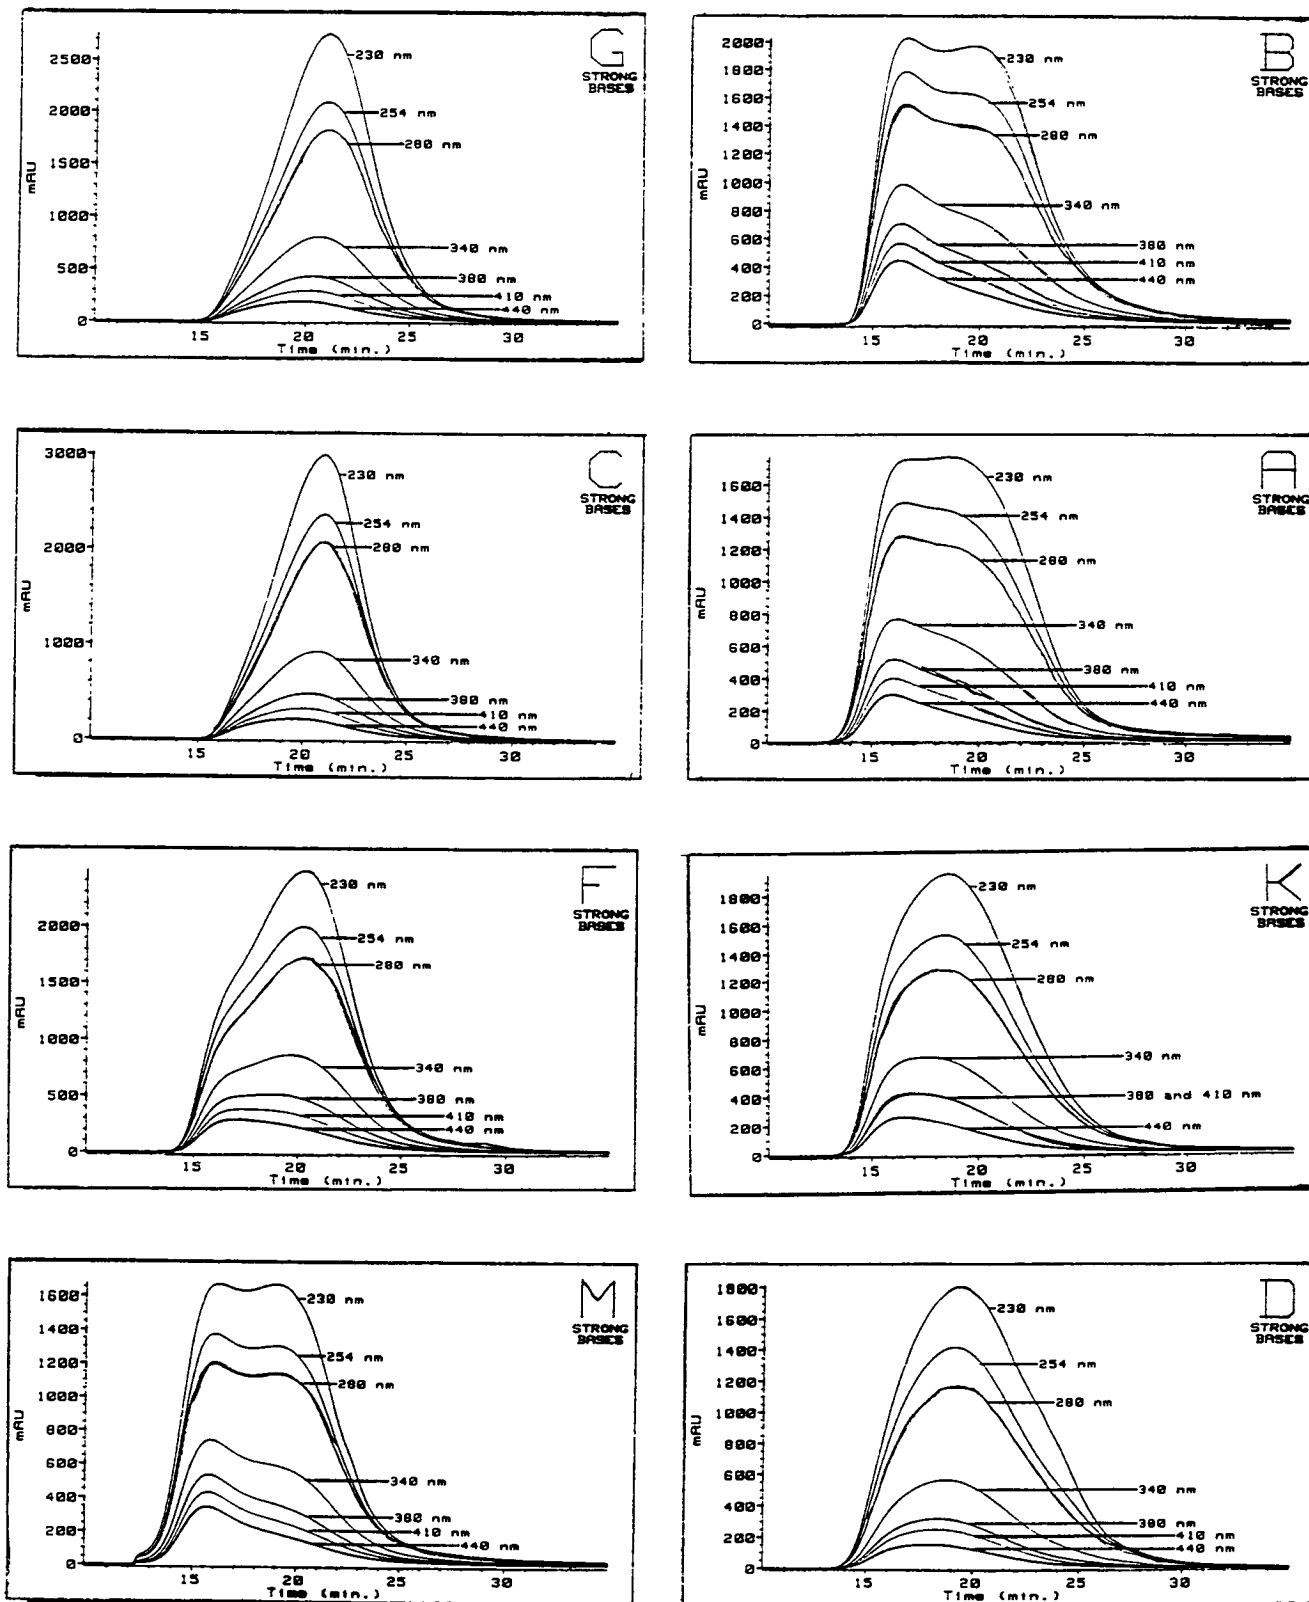 G
STRONG
BASES
2500
2000
1500
1000
500
0
mAU
230 nm
254 nm
280 nm
340 nm
380 nm
410 nm
440 nm
15 20 25 30
Time (min.)
B
STRONG
BASES
2000
1800
1600
1400
1200
1000
800
600
400
200
0
mAU
230 nm
254 nm
280 nm
340 nm
380 nm
410 nm
440 nm
15 20 25 30
Time (min.)
C
STRONG
BASES
3000
2000
1000
0
mAU
230 nm
254 nm
280 nm
340 nm
380 nm
410 nm
440 nm
15 20 25 30
Time (min.)
A
STRONG
BASES
1600
1400
1200
1000
800
600
400
200
0
mAU
230 nm
254 nm
280 nm
340 nm
380 nm
410 nm
440 nm
15 20 25 30
Time (min.)
F
STRONG
BASES
2000
1500
1000
500
0
mAU
230 nm
254 nm
280 nm
340 nm
380 nm
410 nm
440 nm
15 20 25 30
Time (min.)
K
STRONG
BASES
1800
1600
1400
1200
1000
800
600
400
200
0
mAU
230 nm
254 nm
280 nm
340 nm
380 and 410 nm
440 nm
15 20 25 30
Time (min.)
M
STRONG
BASES
1600
1400
1200
1000
800
600
400
200
0
mAU
230 nm
254 nm
280 nm
340 nm
380 nm
410 nm
440 nm
15 20 25 30
Time (min.)
D
STRONG
BASES
1800
1600
1400
1200
1000
800
600
400
200
0
mAU
230 nm
254 nm
280 nm
340 nm
380 nm
410 nm
440 nm
15 20 25 30
Time (min.)